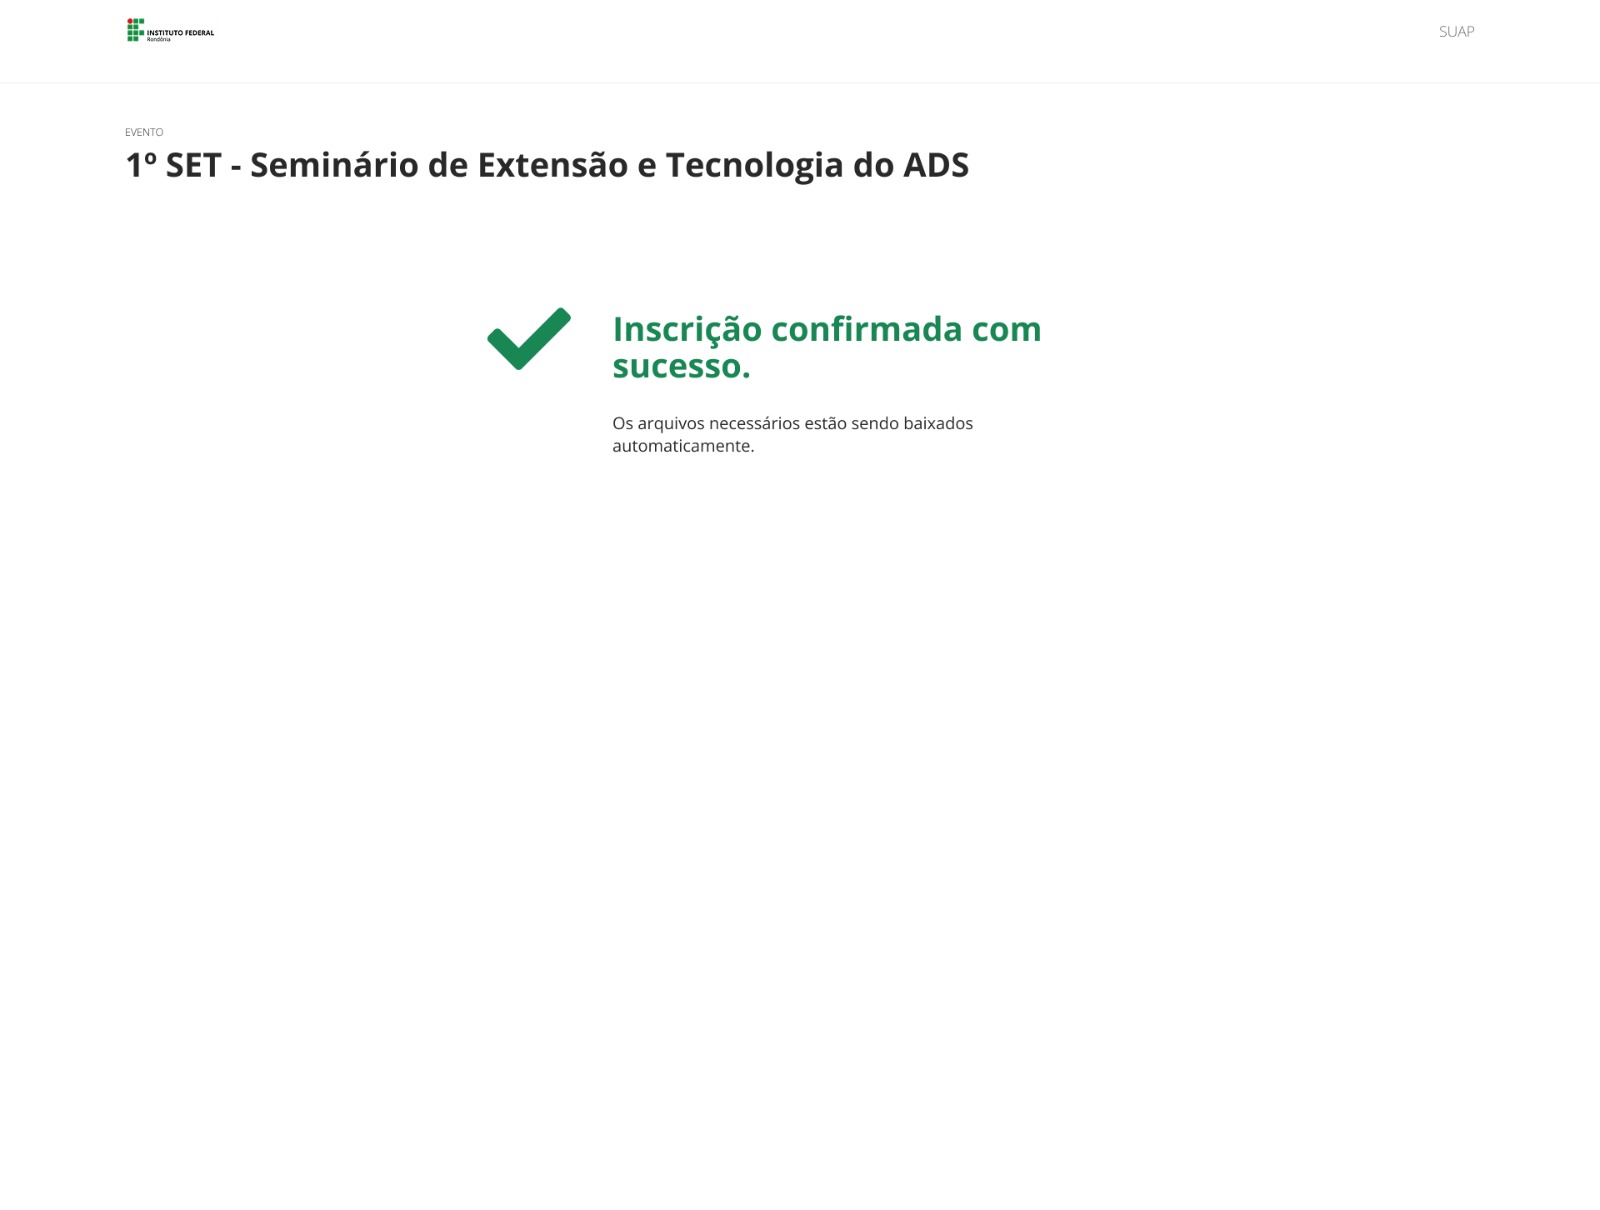 INSTITUTO FEDERAL
Rondônia
SUAP
EVENTO
1º SET - Seminário de Extensão e Tecnologia do ADS
Inscrição confirmada com
sucesso.
Os arquivos necessários estão sendo baixados
automaticamente.